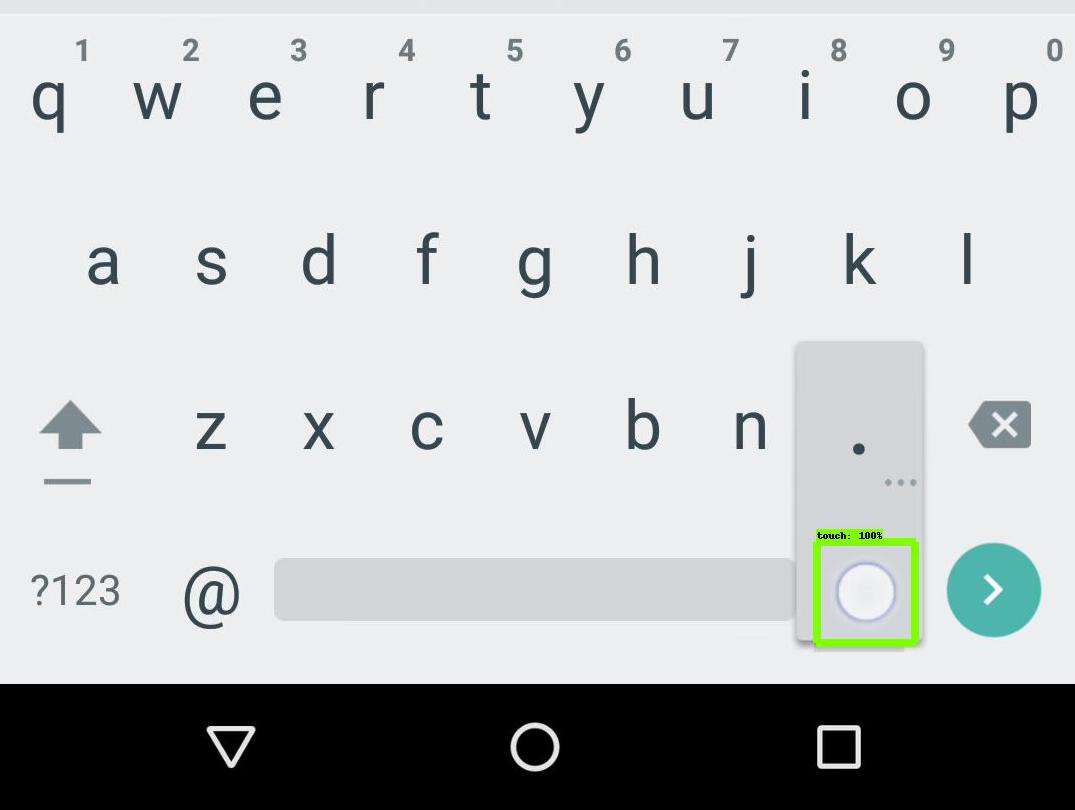 1 2 3 4 5 6 7 8 9 0
q w e r t y u i o p
a s d f g h j k l
z x c v b n .
...
touch: 100%
?123 @